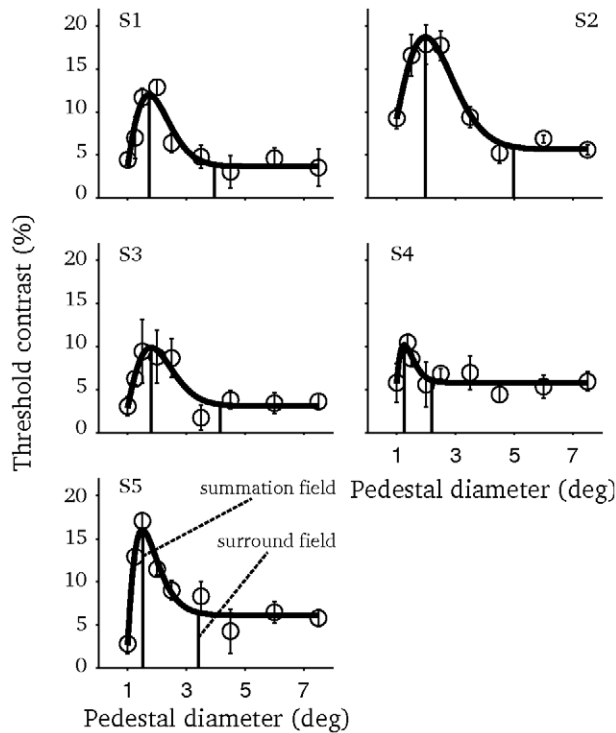 Threshold contrast (%)
S1
20
15
10
5
0
S2
S3
20
15
10
5
0
S4
1 3 5 7
Pedestal diameter (deg)
S5
summation field
surround field
20
15
10
5
0
1 3 5 7
Pedestal diameter (deg)